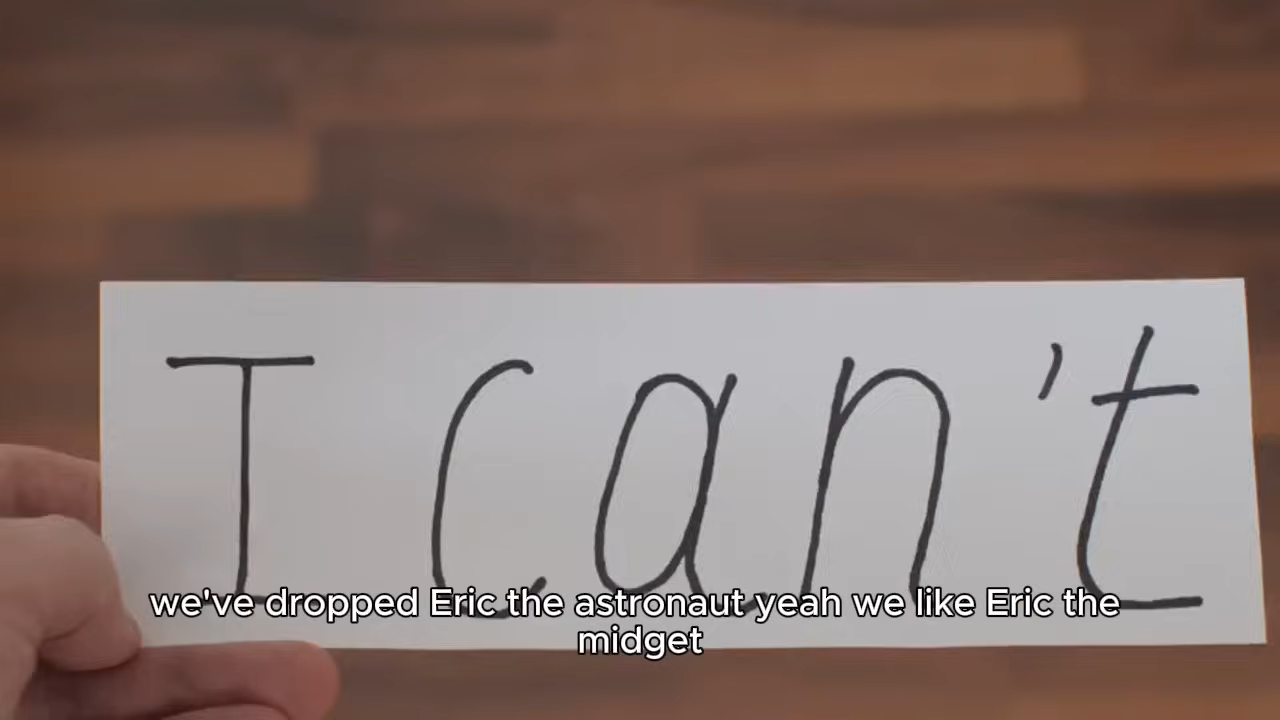 I can't
we've dropped Eric the astronaut yeah we like Eric the
midget